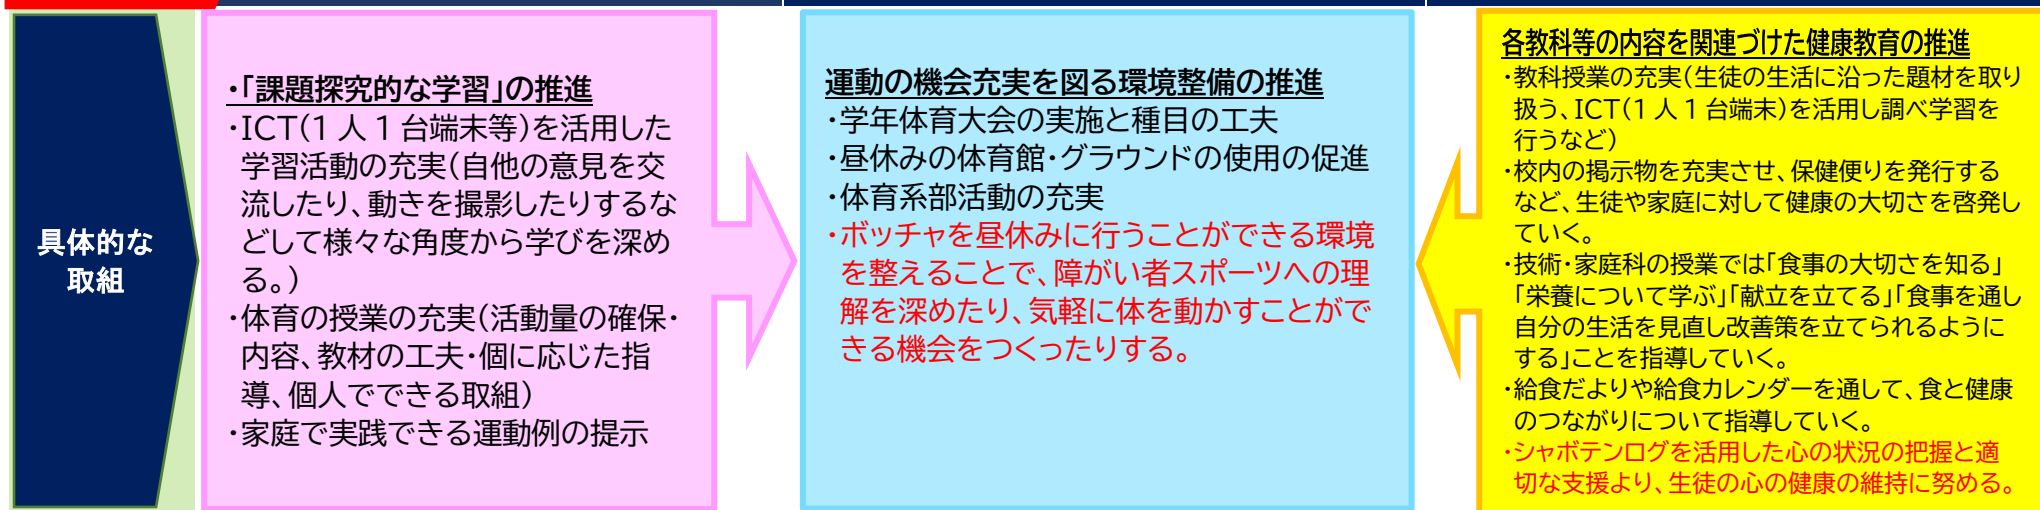 具体的な
取組
・「課題探究的な学習」の推進
・ICT(1人1台端末等)を活用した
学習活動の充実(自他の意見を交
流したり、動きを撮影したりするな
どして様々な角度から学びを深め
る。)
・体育の授業の充実(活動量の確保・
内容、教材の工夫・個に応じた指
導、個人でできる取組)
・家庭で実践できる運動例の提示
運動の機会充実を図る環境整備の推進
・学年体育大会の実施と種目の工夫
・昼休みの体育館・グラウンドの使用の促進
・体育系部活動の充実
・ボッチャを昼休みに行うことができる環境
を整えることで、障がい者スポーツへの理
解を深めたり、気軽に体を動かすことがで
きる機会をつくったりする。
各教科等の内容を関連づけた健康教育の推進
・教科授業の充実(生徒の生活に沿った題材を取り
扱う、ICT(1人1台端末)を活用し調べ学習を
行うなど)
・校内の掲示物を充実させ、保健便りを発行する
など、生徒や家庭に対して健康の大切さを啓発し
ていく。
・技術・家庭科の授業では「食事の大切さを知る」
「栄養について学ぶ」「献立を立てる」「食事を通し
自分の生活を見直し改善策を立てられるように
する」ことを指導していく。
・給食だよりや給食カレンダーを通して、食と健康
のつながりについて指導していく。
・シャボテンログを活用した心の状況の把握と適
切な支援より、生徒の心の健康の維持に努める。